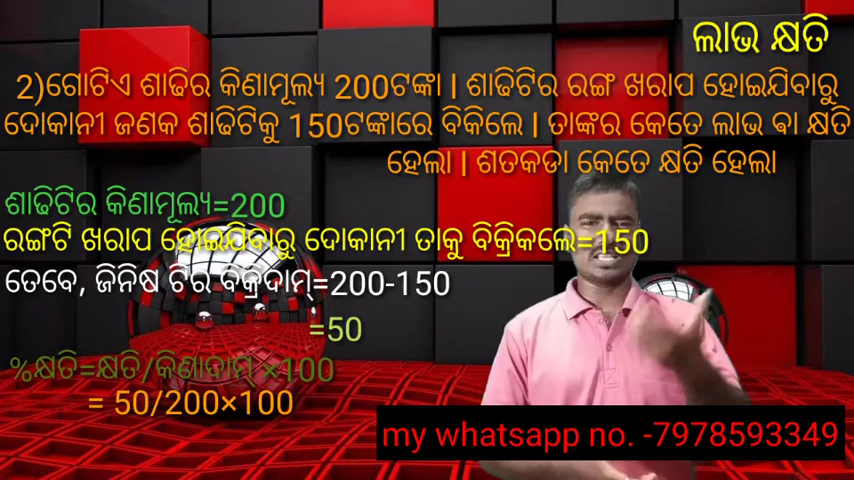 ଲାଭ କ୍ଷତି
2)ଗୋଟିଏ ଶାଢିର କିଣାମୂଲ୍ୟ 200ଟଙ୍କା | ଶାଢିଟିର ରଙ୍ଗ ଖରାପ ହୋଇଯିବାରୁ
ଦୋକାନୀ ଜଣକ ଶାଢିଟିକୁ 150ଟଙ୍କାରେ ବିକିଲେ | ତାଙ୍କର କେତେ ଲାଭ ଵା କ୍ଷତି
ହେଲା | ଶତକଡା କେତେ କ୍ଷତି ହେଲା
ଶାଢିଟିର କିଣାମୂଲ୍ୟ=200
ରଙ୍ଗଟି ଖରାପ ହୋଇଯିବାରୁ ଦୋକାନୀ ତାକୁ ବିକ୍ରିକଲେ=150
ତେବେ, ଜିନିଷ ଟିର ବିକ୍ରିଦାମ୍=200-150
=50
%କ୍ଷତି=କ୍ଷତି/କିଣାଦାମ୍ ×100
= 50/200×100
my whatsapp no. -7978593349